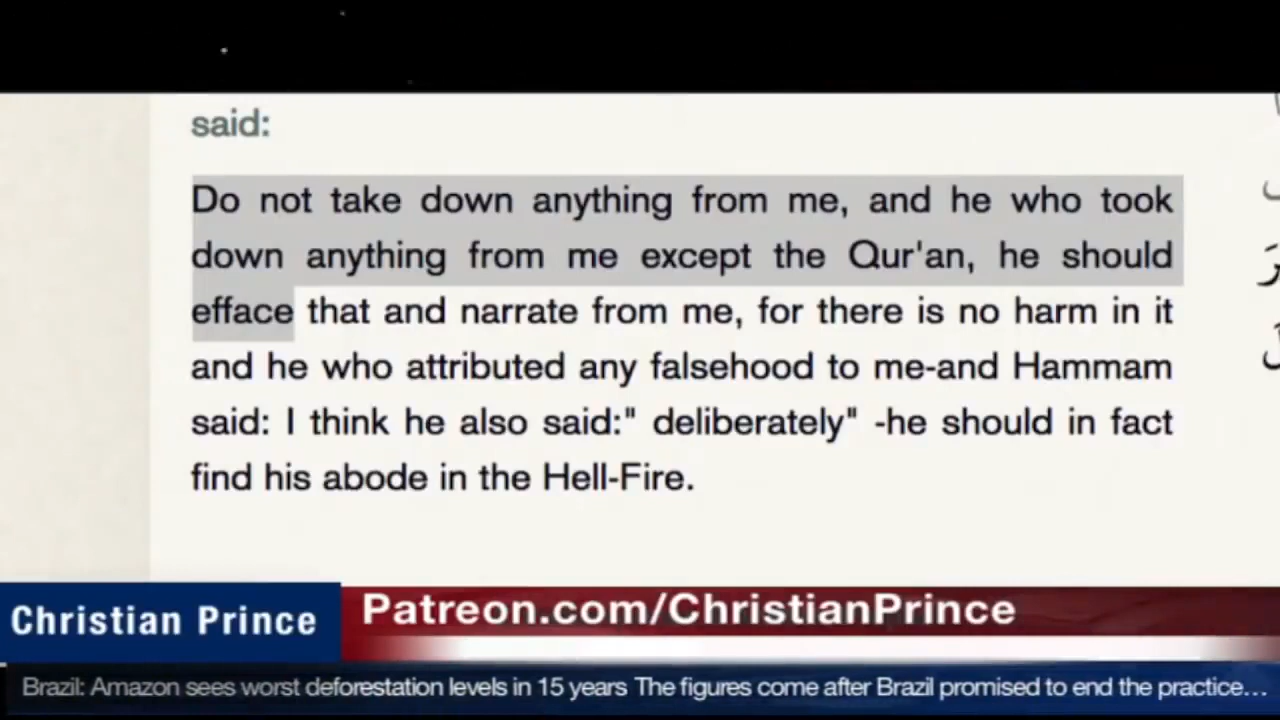 said:
Do not take down anything from me, and he who took
down anything from me except the Qur'an, he should
efface that and narrate from me, for there is no harm in it
and he who attributed any falsehood to me-and Hammam
said: I think he also said:" deliberately" -he should in fact
find his abode in the Hell-Fire.
Christian Prince
Patreon.com/ChristianPrince
Brazil: Amazon sees worst deforestation levels in 15 years The figures come after Brazil promised to end the practice...